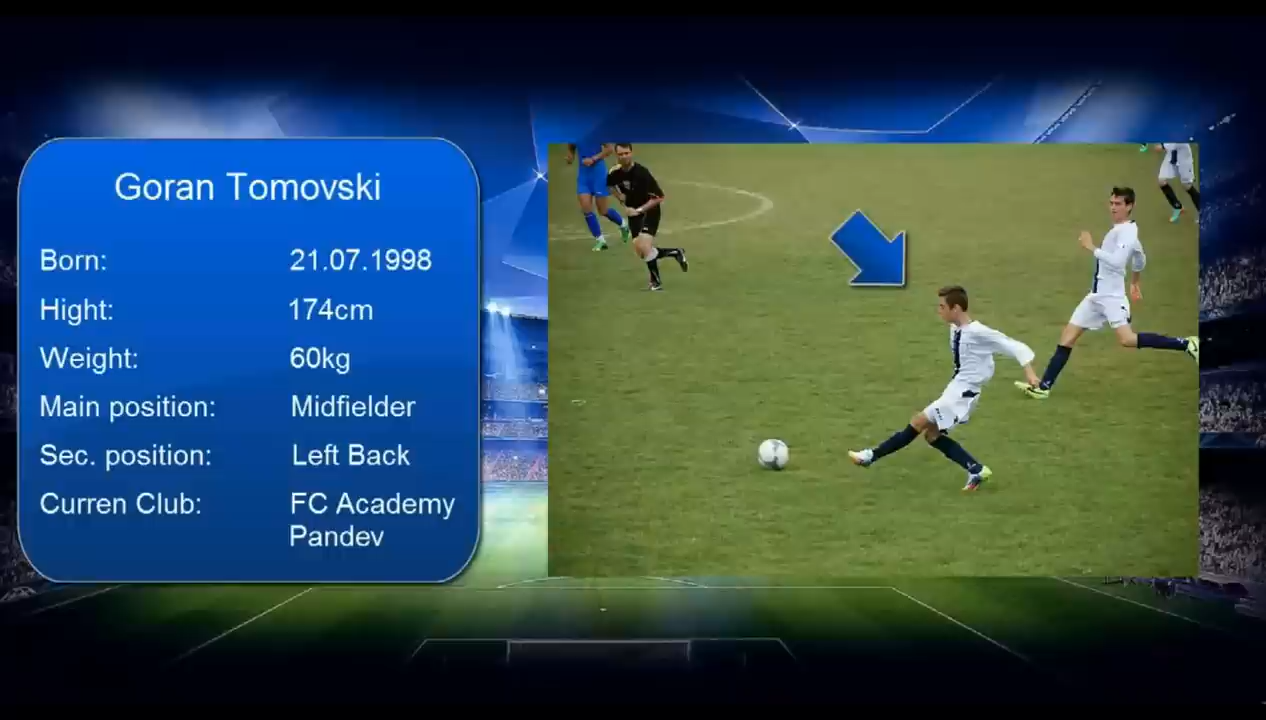 Goran Tomovski
Born: 21.07.1998
Hight: 174cm
Weight: 60kg
Main position: Midfielder
Sec. position: Left Back
Curren Club: FC Academy
Pandev